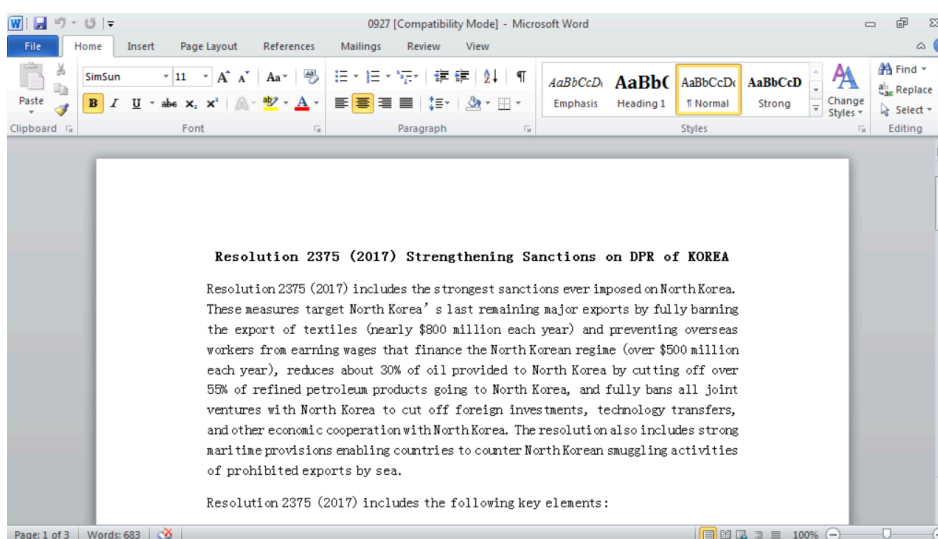 0927 [Compatibility Mode] - Microsoft Word
File Home Insert Page Layout References Mailings Review View
SimSun 11 Aa
Paste
B I U abc x₂ x² A ab A
Clipboard Font Paragraph Styles Editing
AaBbCcDı AaBb( AaBbCcDı AaBbCcD
Emphasis Heading 1 ¶ Normal Strong
Change Styles
Find
Replace
Select
Resolution 2375 (2017) Strengthening Sanctions on DPR of KOREA
Resolution 2375 (2017) includes the strongest sanctions ever imposed on North Korea.
These measures target North Korea’s last remaining major exports by fully banning
the export of textiles (nearly $800 million each year) and preventing overseas
workers from earning wages that finance the North Korean regime (over $500 million
each year), reduces about 30% of oil provided to North Korea by cutting off over
55% of refined petroleum products going to North Korea, and fully bans all joint
ventures with North Korea to cut off foreign investments, technology transfers,
and other economic cooperation with North Korea. The resolution also includes strong
maritime provisions enabling countries to counter North Korean smuggling activities
of prohibited exports by sea.
Resolution 2375 (2017) includes the following key elements:
Page: 1 of 3 Words: 683 100%